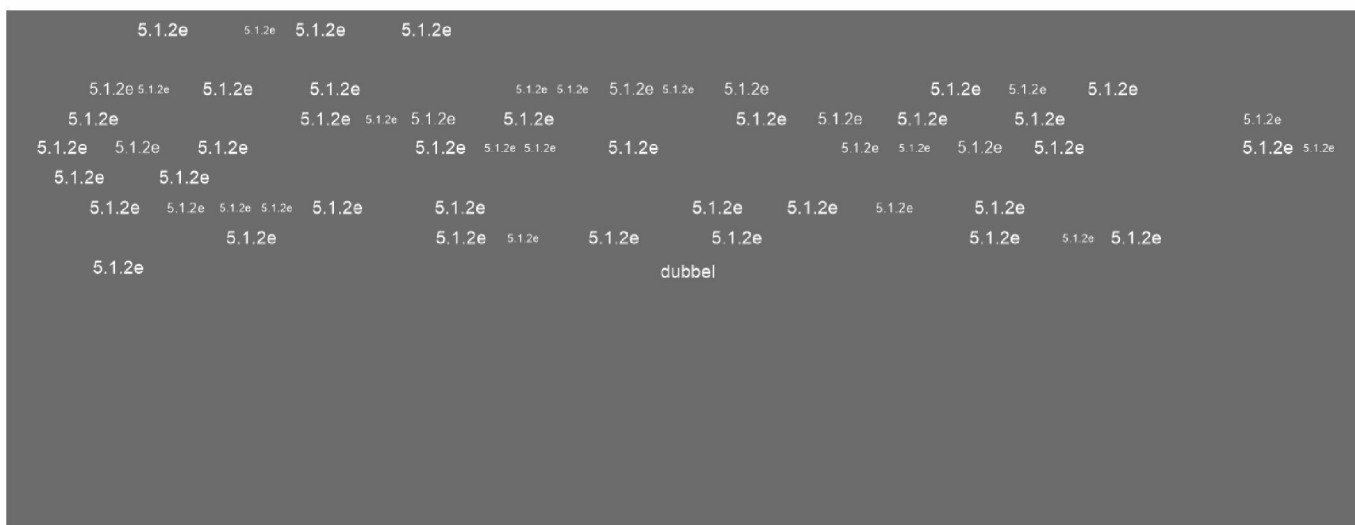 5.1.2e 5.1.2e 5.1.2e 5.1.2e
5.1.2e 5.1.2e 5.1.2e 5.1.2e 5.1.2e 5.1.2e 5.1.2e 5.1.2e 5.1.2e 5.1.2e 5.1.2e 5.1.2e
5.1.2e 5.1.2e 5.1.2e 5.1.2e 5.1.2e 5.1.2e 5.1.2e 5.1.2e 5.1.2e 5.1.2e
5.1.2e 5.1.2e 5.1.2e 5.1.2e 5.1.2e 5.1.2e 5.1.2e 5.1.2e 5.1.2e 5.1.2e 5.1.2e 5.1.2e 5.1.2e
5.1.2e 5.1.2e
5.1.2e 5.1.2e 5.1.2e 5.1.2e 5.1.2e 5.1.2e 5.1.2e 5.1.2e 5.1.2e 5.1.2e
5.1.2e 5.1.2e 5.1.2e 5.1.2e 5.1.2e 5.1.2e 5.1.2e 5.1.2e
5.1.2e dubbel